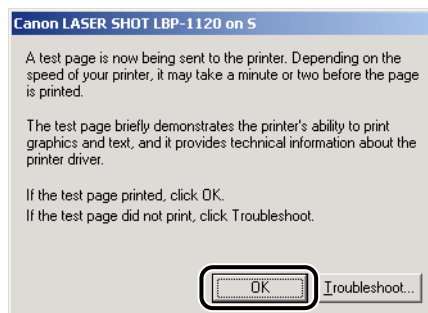 Canon LASER SHOT LBP-1120 on S
A test page is now being sent to the printer. Depending on the
speed of your printer, it may take a minute or two before the page
is printed.
The test page briefly demonstrates the printer's ability to print
graphics and text, and it provides technical information about the
printer driver.
If the test page printed, click OK.
If the test page did not print, click Troubleshoot.
OK Troubleshoot...